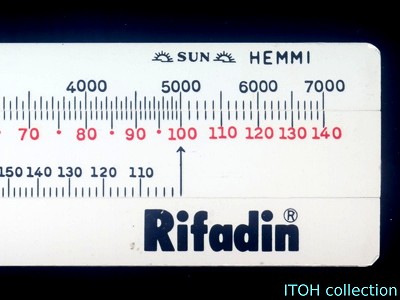 SUN HEMMI
4000 5000 6000 7000
70 • 80 • 90 • 100 110 120 130 140
150 140 130 120 110
Rifadin®
ITOH collection